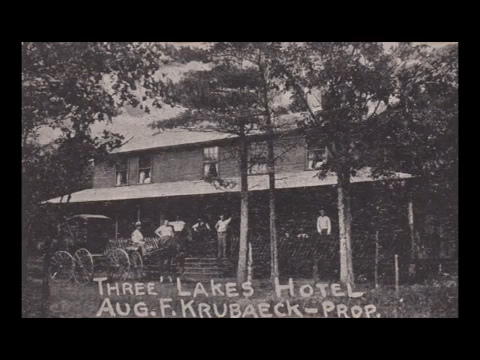 THREE "LAKES HOTEL
AUG. F. KRUBAECK - PROP.